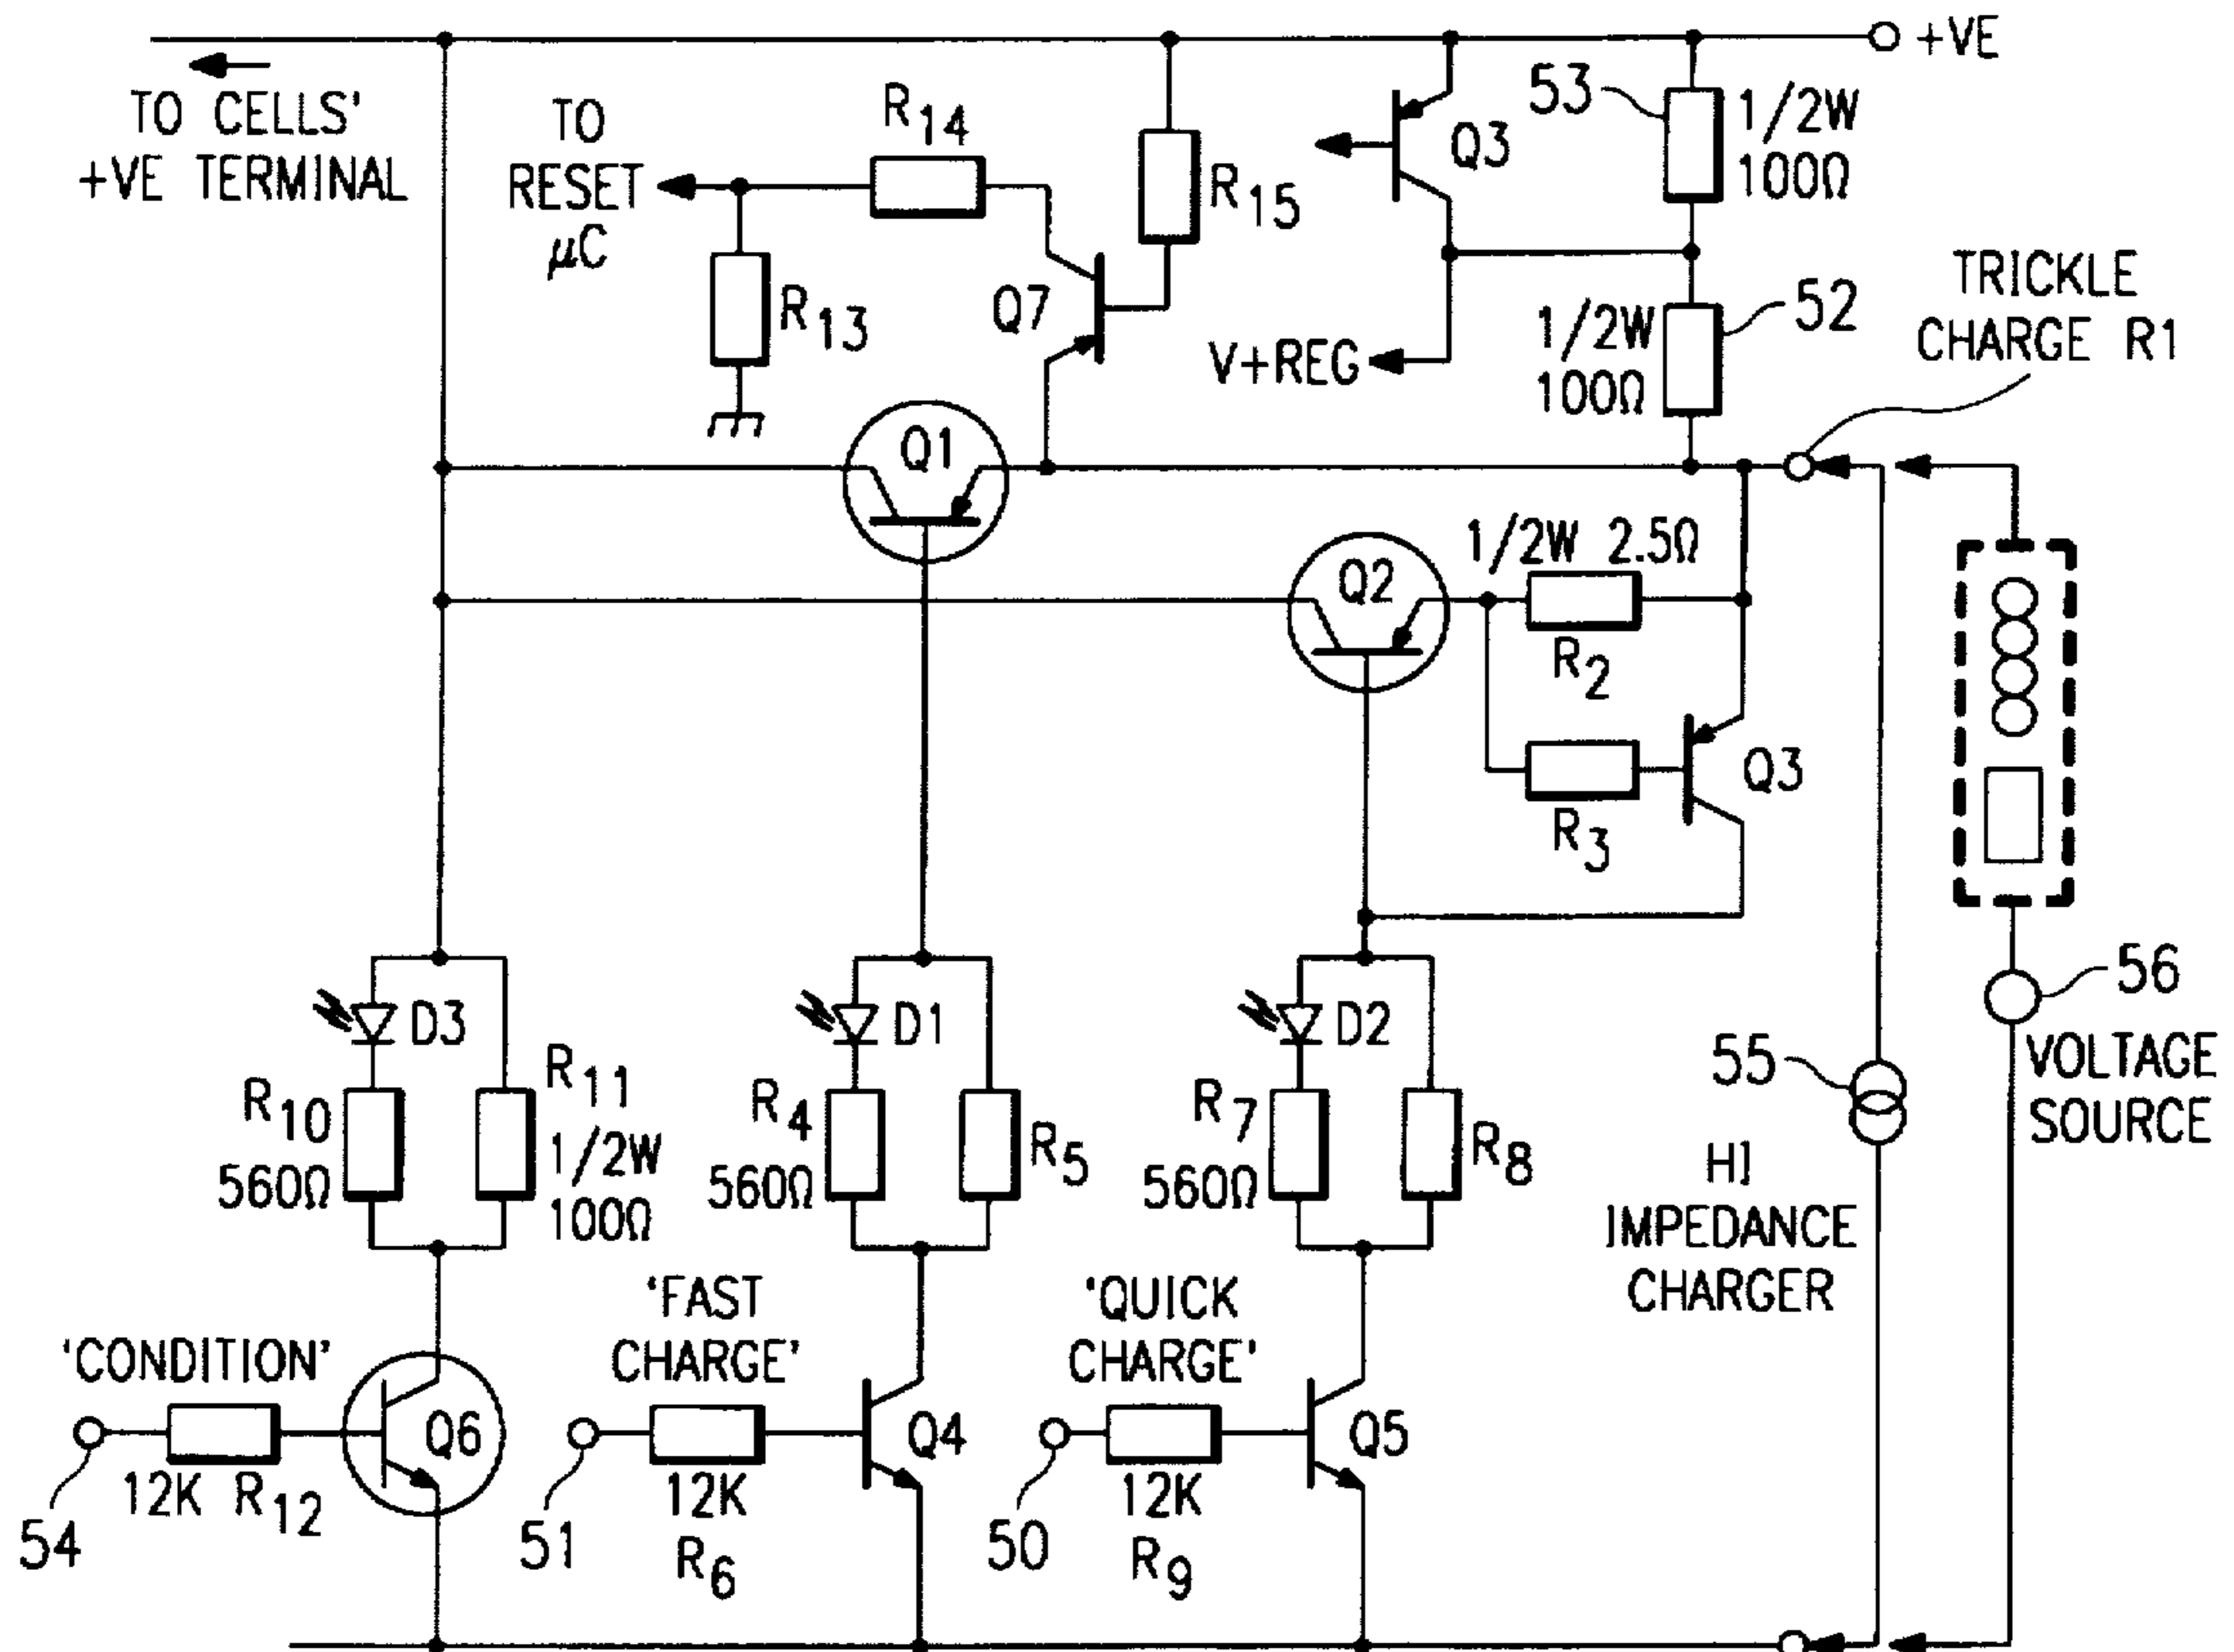 +VE
TO CELLS'
+VE TERMINAL
TO
RESET
μC
R14
R15
R13
Q7
Q3
53
1/2W
100Ω
V+REG
1/2W
100Ω
52
TRICKLE
CHARGE R1
Q1
Q2
1/2W 2.5Ω
R2
R3
Q3
D3
R10
560Ω
R11
1/2W
100Ω
D1
R4
560Ω
R5
D2
R7
560Ω
R8
55
HI
IMPEDANCE
CHARGER
56
VOLTAGE
SOURCE
'CONDITION'
54
12K R12
Q6
'FAST
CHARGE'
51
12K
R6
Q4
'QUICK
CHARGE'
50
12K
R9
Q5